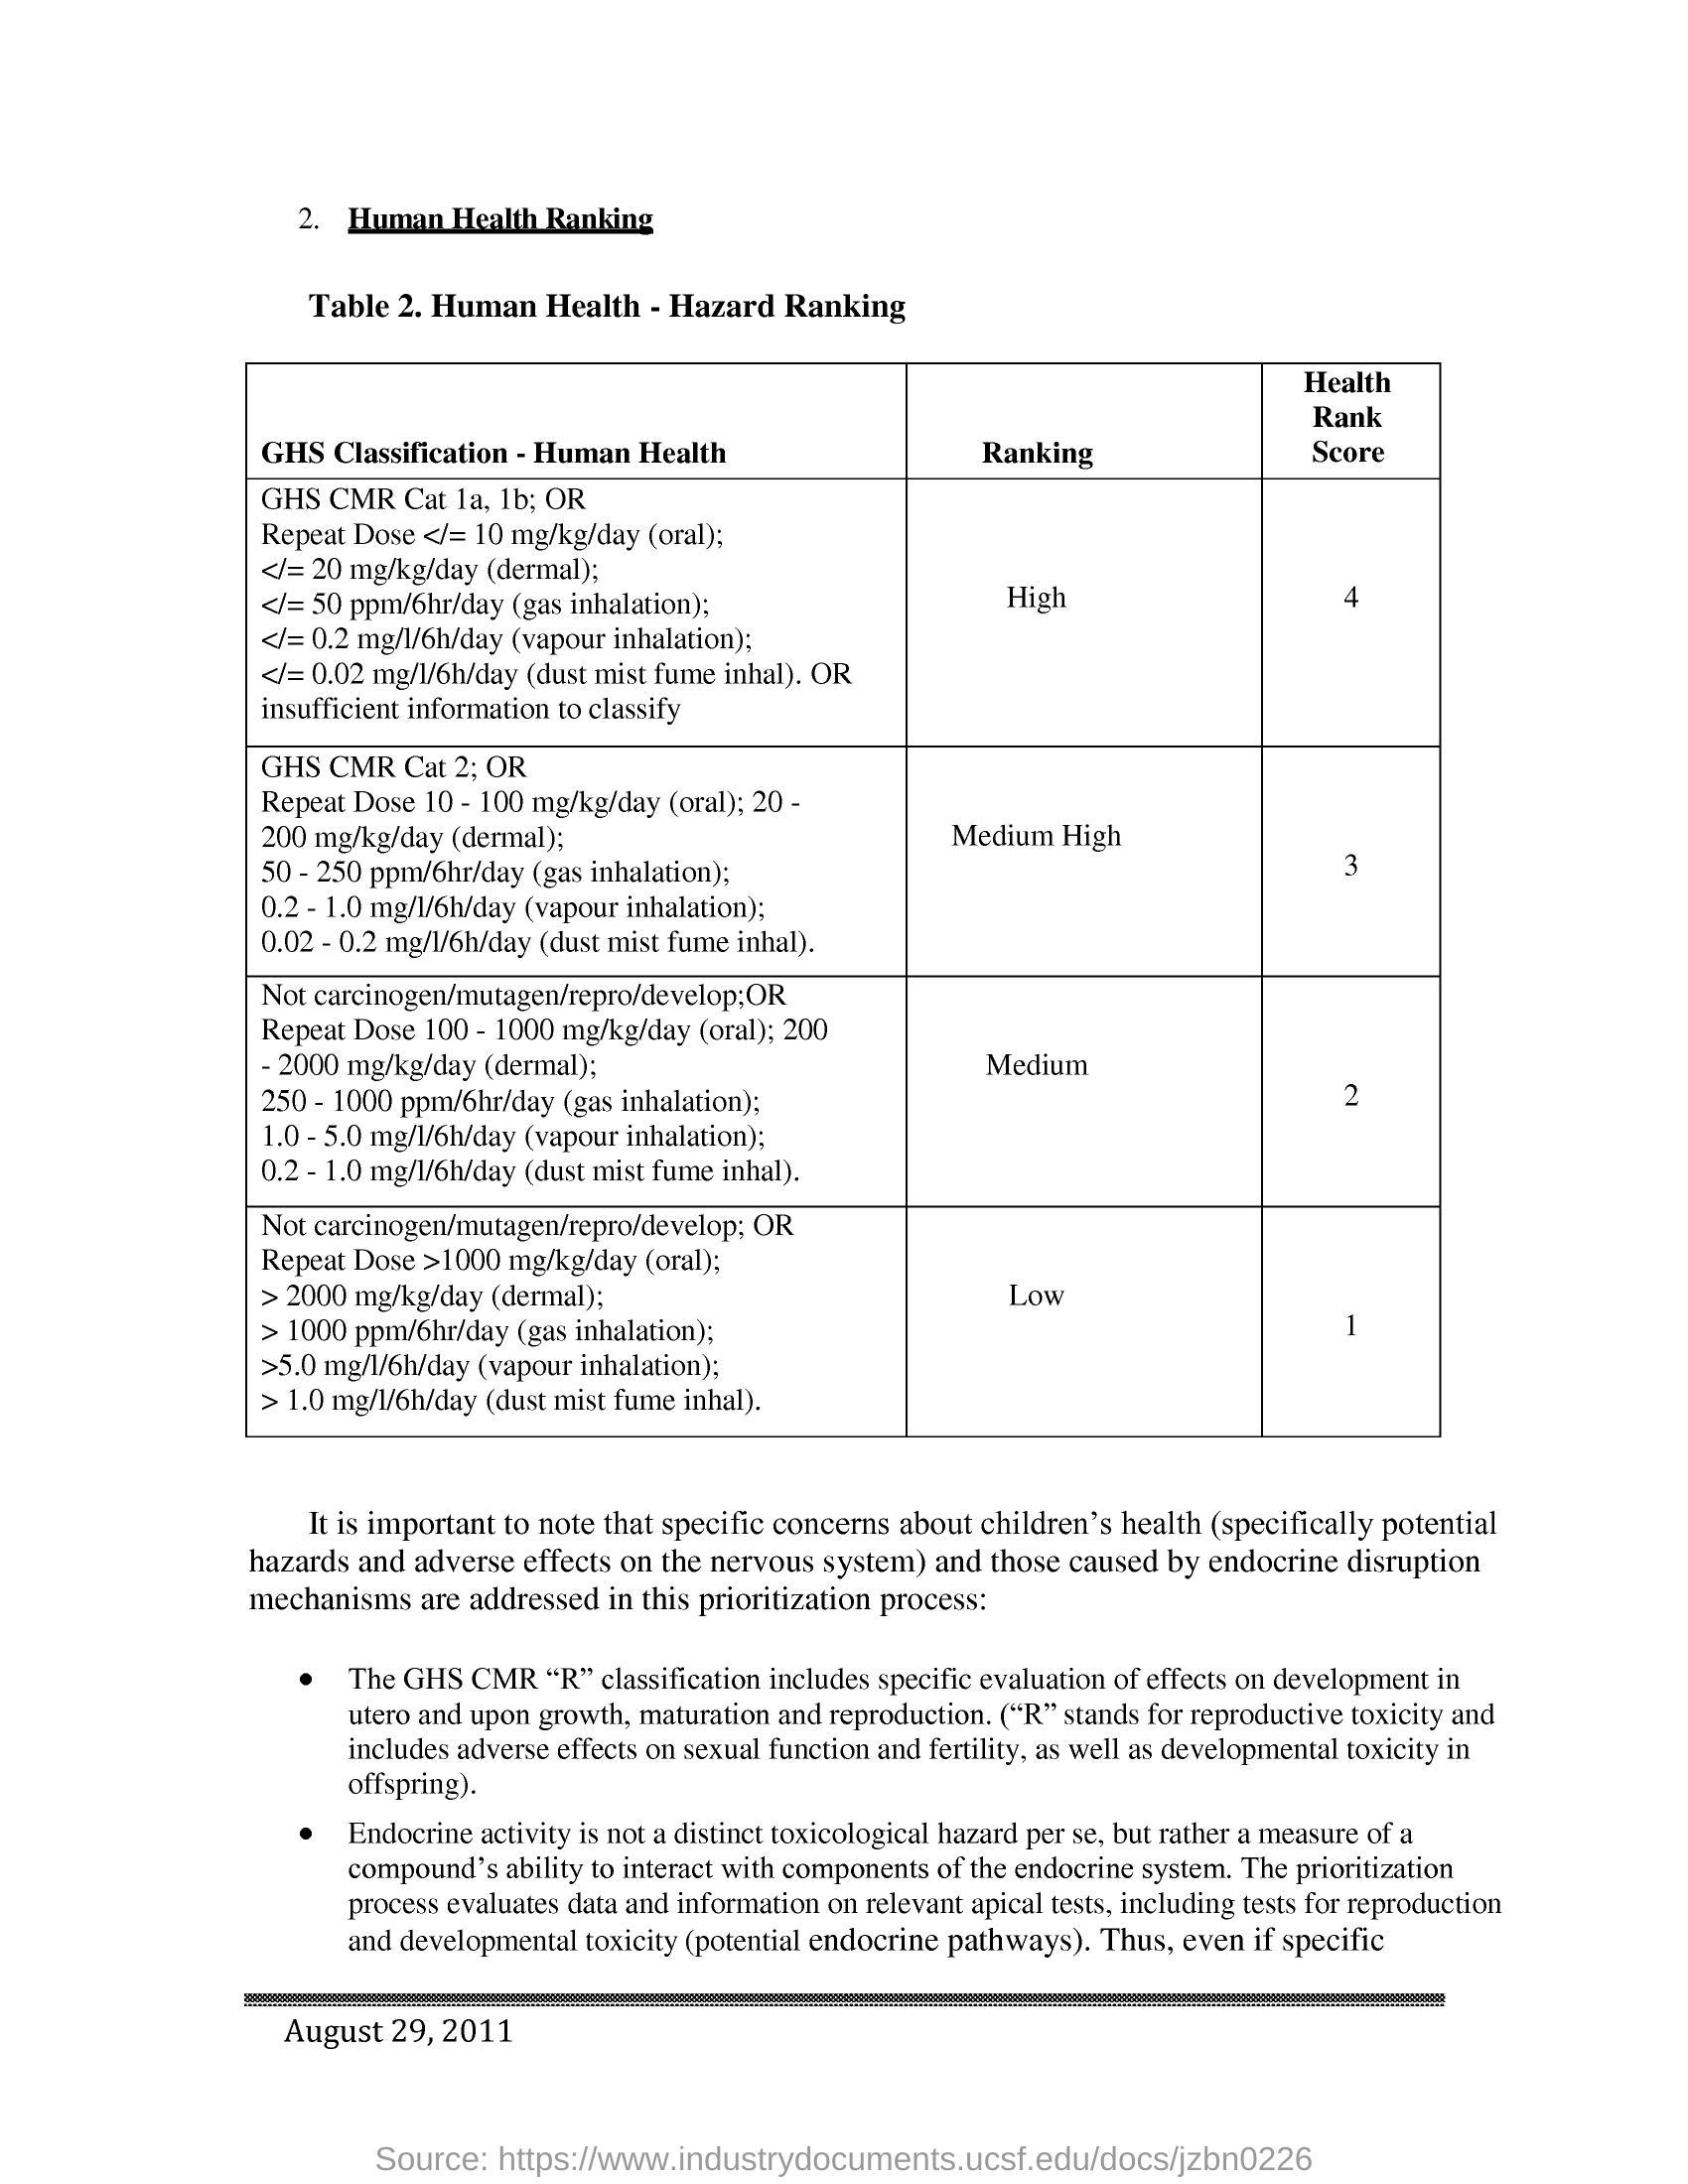 2. Human Health Ranking
Table 2. Human Health - Hazard Ranking
GHS Classification - Human Health
Ranking
Health
Rank
Score
GHS CMR Cat 1a, 1b; OR
Repeat Dose </= 10 mg/kg/day (oral);
</= 20 mg/kg/day (dermal);
</= 50 ppm/6hr/day (gas inhalation);
</= 0.2 mg/l/6h/day (vapour inhalation);
</= 0.02 mg/l/6h/day (dust mist fume inhal). OR
insufficient information to classify
High
4
GHS CMR Cat 2; OR
Repeat Dose 10 - 100 mg/kg/day (oral); 20 -
200 mg/kg/day (dermal);
50 - 250 ppm/6hr/day (gas inhalation);
0.2 - 1.0 mg/l/6h/day (vapour inhalation);
0.02 - 0.2 mg/l/6h/day (dust mist fume inhal).
Medium High
3
Not carcinogen/mutagen/repro/develop;OR
Repeat Dose 100 - 1000 mg/kg/day (oral); 200
- 2000 mg/kg/day (dermal);
250 - 1000 ppm/6hr/day (gas inhalation);
1.0 - 5.0 mg/l/6h/day (vapour inhalation);
0.2 - 1.0 mg/l/6h/day (dust mist fume inhal).
Medium
2
Not carcinogen/mutagen/repro/develop; OR
Repeat Dose >1000 mg/kg/day (oral);
> 2000 mg/kg/day (dermal);
> 1000 ppm/6hr/day (gas inhalation);
>5.0 mg/l/6h/day (vapour inhalation);
> 1.0 mg/l/6h/day (dust mist fume inhal).
Low
1
It is important to note that specific concerns about children’s health (specifically potential
hazards and adverse effects on the nervous system) and those caused by endocrine disruption
mechanisms are addressed in this prioritization process:
• The GHS CMR “R” classification includes specific evaluation of effects on development in
utero and upon growth, maturation and reproduction. (“R” stands for reproductive toxicity and
includes adverse effects on sexual function and fertility, as well as developmental toxicity in
offspring).
• Endocrine activity is not a distinct toxicological hazard per se, but rather a measure of a
compound’s ability to interact with components of the endocrine system. The prioritization
process evaluates data and information on relevant apical tests, including tests for reproduction
and developmental toxicity (potential endocrine pathways). Thus, even if specific
August 29, 2011
Source: https://www.industrydocuments.ucsf.edu/docs/jzbn0226